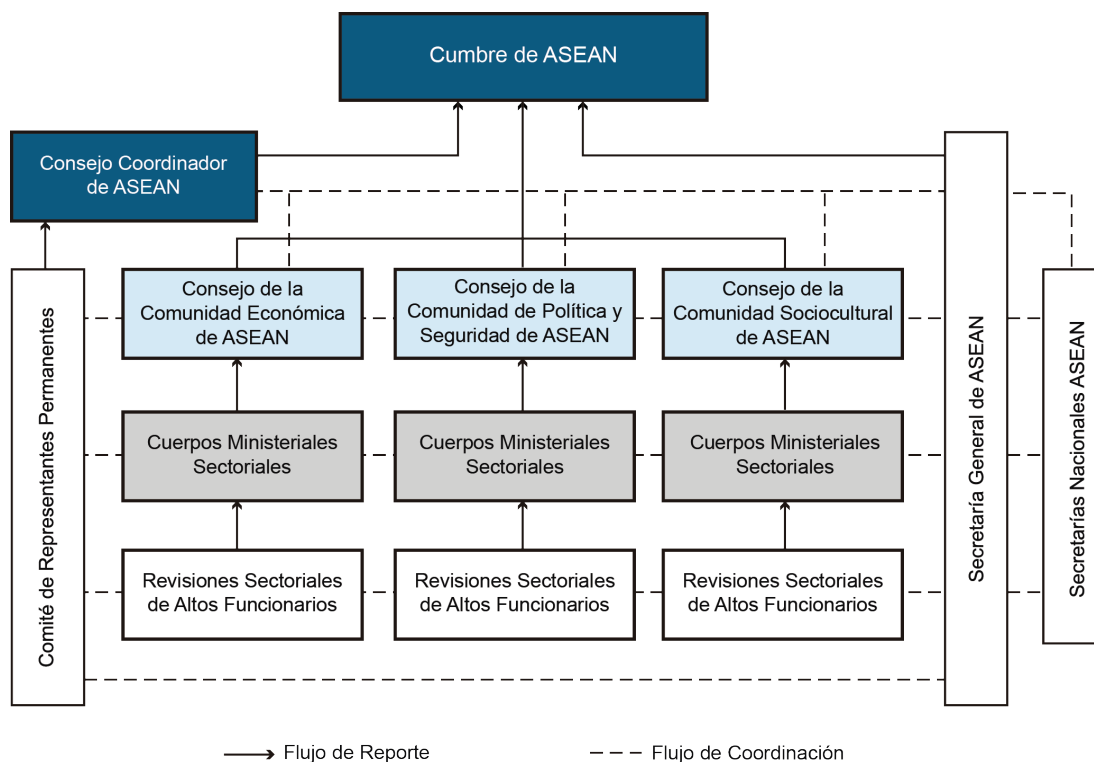 Cumbre de ASEAN
Consejo Coordinador
de ASEAN
Comité de Representantes Permanentes
Consejo de la
Comunidad Económica
de ASEAN
Consejo de la
Comunidad de Política y
Seguridad de ASEAN
Consejo de la
Comunidad Sociocultural
de ASEAN
Cuerpos Ministeriales
Sectoriales
Cuerpos Ministeriales
Sectoriales
Cuerpos Ministeriales
Sectoriales
Revisiones Sectoriales
de Altos Funcionarios
Revisiones Sectoriales
de Altos Funcionarios
Revisiones Sectoriales
de Altos Funcionarios
Secretaría General de ASEAN
Secretarías Nacionales ASEAN
Flujo de Reporte
Flujo de Coordinación